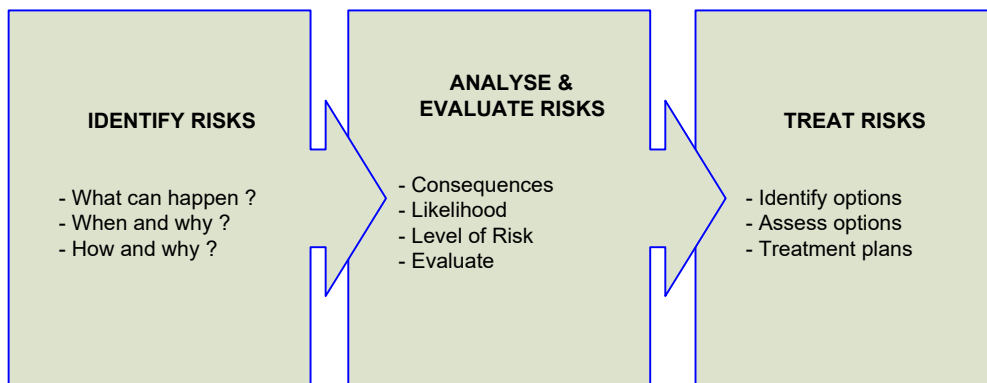 IDENTIFY RISKS
- What can happen ?
- When and why ?
- How and why ?
ANALYSE &
EVALUATE RISKS
- Consequences
- Likelihood
- Level of Risk
- Evaluate
TREAT RISKS
- Identify options
- Assess options
- Treatment plans